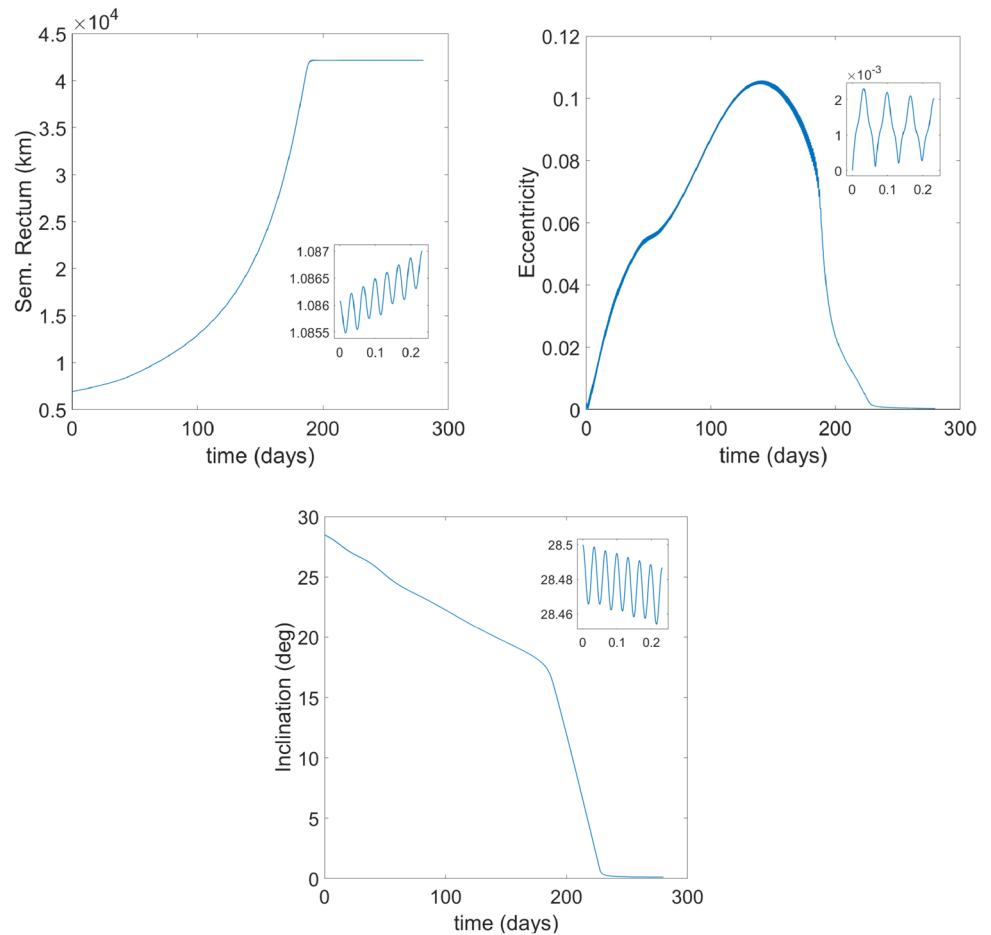 ×10⁴
4.5
4
3.5
3
2.5
2
1.5
1
0.5
Sem. Rectum (km)
0 100 200 300
time (days)
1.087
1.0865
1.086
1.0855
0 0.1 0.2
0.12
0.1
0.08
0.06
0.04
0.02
0
Eccentricity
0 100 200 300
time (days)
×10⁻³
2
1
0
0 0.1 0.2
30
25
20
15
10
5
0
Inclination (deg)
0 100 200 300
time (days)
28.5
28.48
28.46
0 0.1 0.2